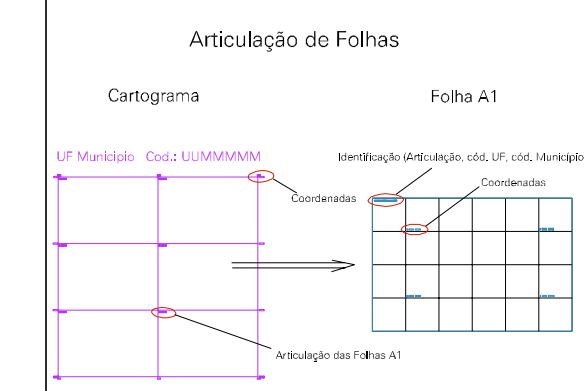 Articulação de Folhas
Cartograma
Folha A1
UF Municipio Cod.: UUMMMMM
Identificação (Articulação, cód. UF, cód. Município
Coordenadas
Coordenadas
Articulação das Folhas A1